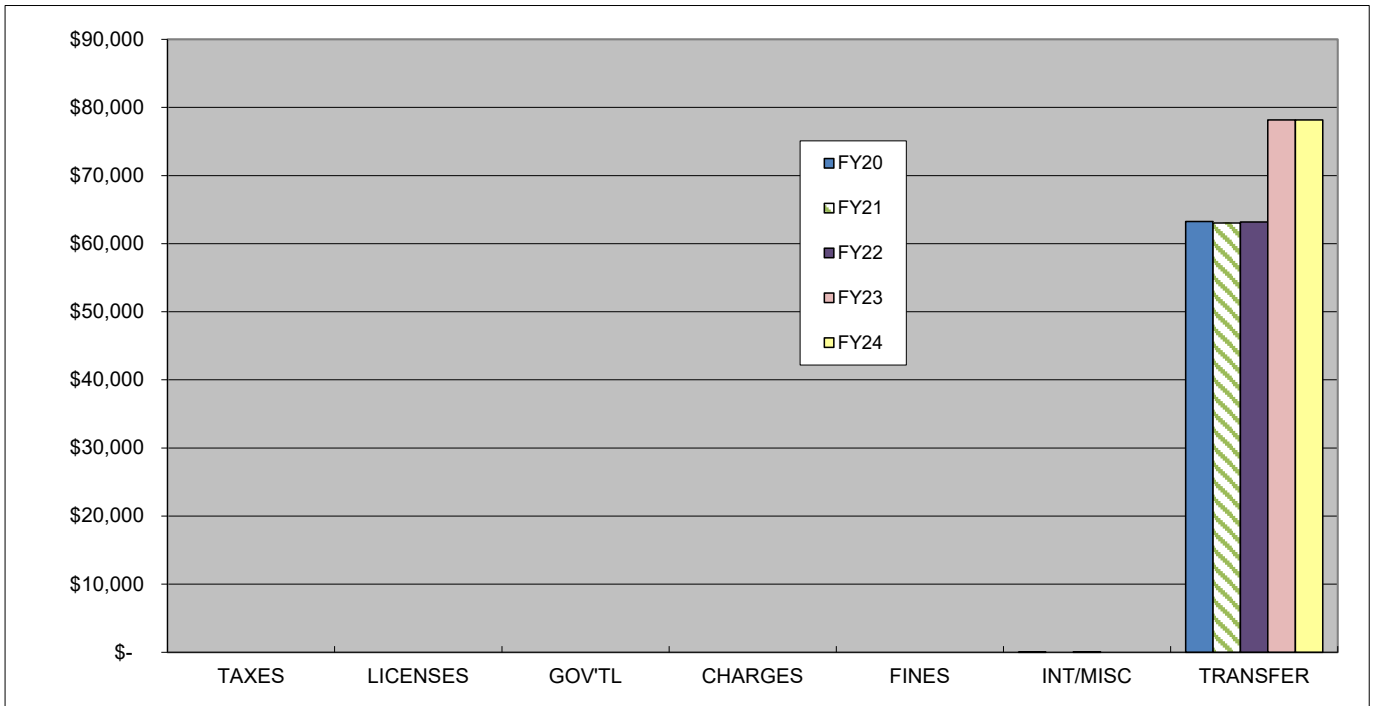 $90,000
$80,000
$70,000
$60,000
$50,000
$40,000
$30,000
$20,000
$10,000
$-
FY20
FY21
FY22
FY23
FY24
TAXES LICENSES GOV'TL CHARGES FINES INT/MISC TRANSFER